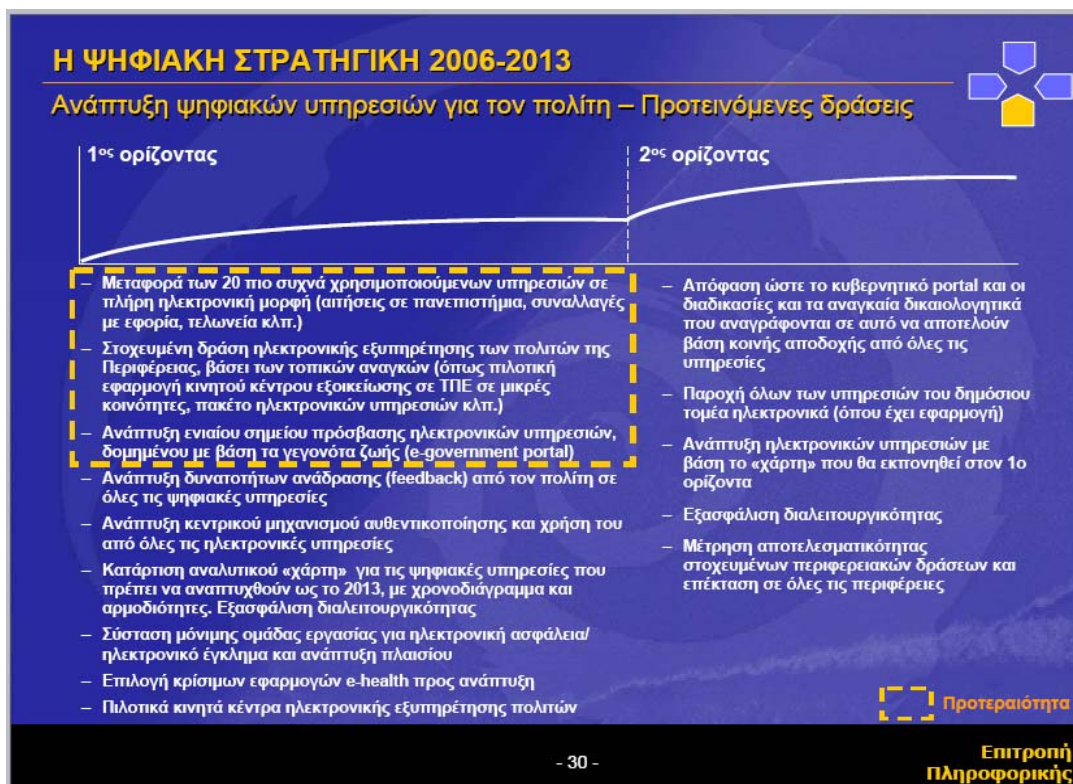 Η ΨΗΦΙΑΚΗ ΣΤΡΑΤΗΓΙΚΗ 2006-2013
Ανάπτυξη ψηφιακών υπηρεσιών για τον πολίτη – Προτεινόμενες δράσεις
1ος ορίζοντας
– Μεταφορά των 20 πιο συχνά χρησιμοποιούμενων υπηρεσιών σε
πλήρη ηλεκτρονική μορφή (αιτήσεις σε πανεπιστήμια, συναλλαγές
με εφορία, τελωνεία κλπ.)
– Στοχευμένη δράση ηλεκτρονικής εξυπηρέτησης των πολιτών της
Περιφέρειας, βάσει των τοπικών αναγκών (όπως πιλοτική
εφαρμογή κινητού κέντρου εξοικείωσης σε ΤΠΕ σε μικρές
κοινότητες, πακέτο ηλεκτρονικών υπηρεσιών κλπ.)
– Ανάπτυξη ενιαίου σημείου πρόσβασης ηλεκτρονικών υπηρεσιών,
δομημένου με βάση τα γεγονότα ζωής (e-government portal)
– Ανάπτυξη δυνατοτήτων ανάδρασης (feedback) από τον πολίτη σε
όλες τις ψηφιακές υπηρεσίες
– Ανάπτυξη κεντρικού μηχανισμού αυθεντικοποίησης και χρήση του
από όλες τις ηλεκτρονικές υπηρεσίες
– Κατάρτιση αναλυτικού «χάρτη» για τις ψηφιακές υπηρεσίες που
πρέπει να αναπτυχθούν ως το 2013, με χρονοδιάγραμμα και
αρμοδιότητες. Εξασφάλιση διαλειτουργικότητας
– Σύσταση μόνιμης ομάδας εργασίας για ηλεκτρονική ασφάλεια/
ηλεκτρονικό έγκλημα και ανάπτυξη πλαισίου
– Επιλογή κρίσιμων εφαρμογών e-health προς ανάπτυξη
– Πιλοτικά κινητά κέντρα ηλεκτρονικής εξυπηρέτησης πολιτών
2ος ορίζοντας
– Απόφαση ώστε το κυβερνητικό portal και οι
διαδικασίες και τα αναγκαία δικαιολογητικά
που αναγράφονται σε αυτό να αποτελούν
βάση κοινής αποδοχής από όλες τις
υπηρεσίες
– Παροχή όλων των υπηρεσιών του δημόσιου
τομέα ηλεκτρονικά (όπου έχει εφαρμογή)
– Ανάπτυξη ηλεκτρονικών υπηρεσιών με
βάση το «χάρτη» που θα εκπονηθεί στον 1ο
ορίζοντα
– Εξασφάλιση διαλειτουργικότητας
– Μέτρηση αποτελεσματικότητας
στοχευμένων περιφερειακών δράσεων και
επέκταση σε όλες τις περιφέρειες
Προτεραιότητα
- 30 -
Επιτροπή
Πληροφορικής